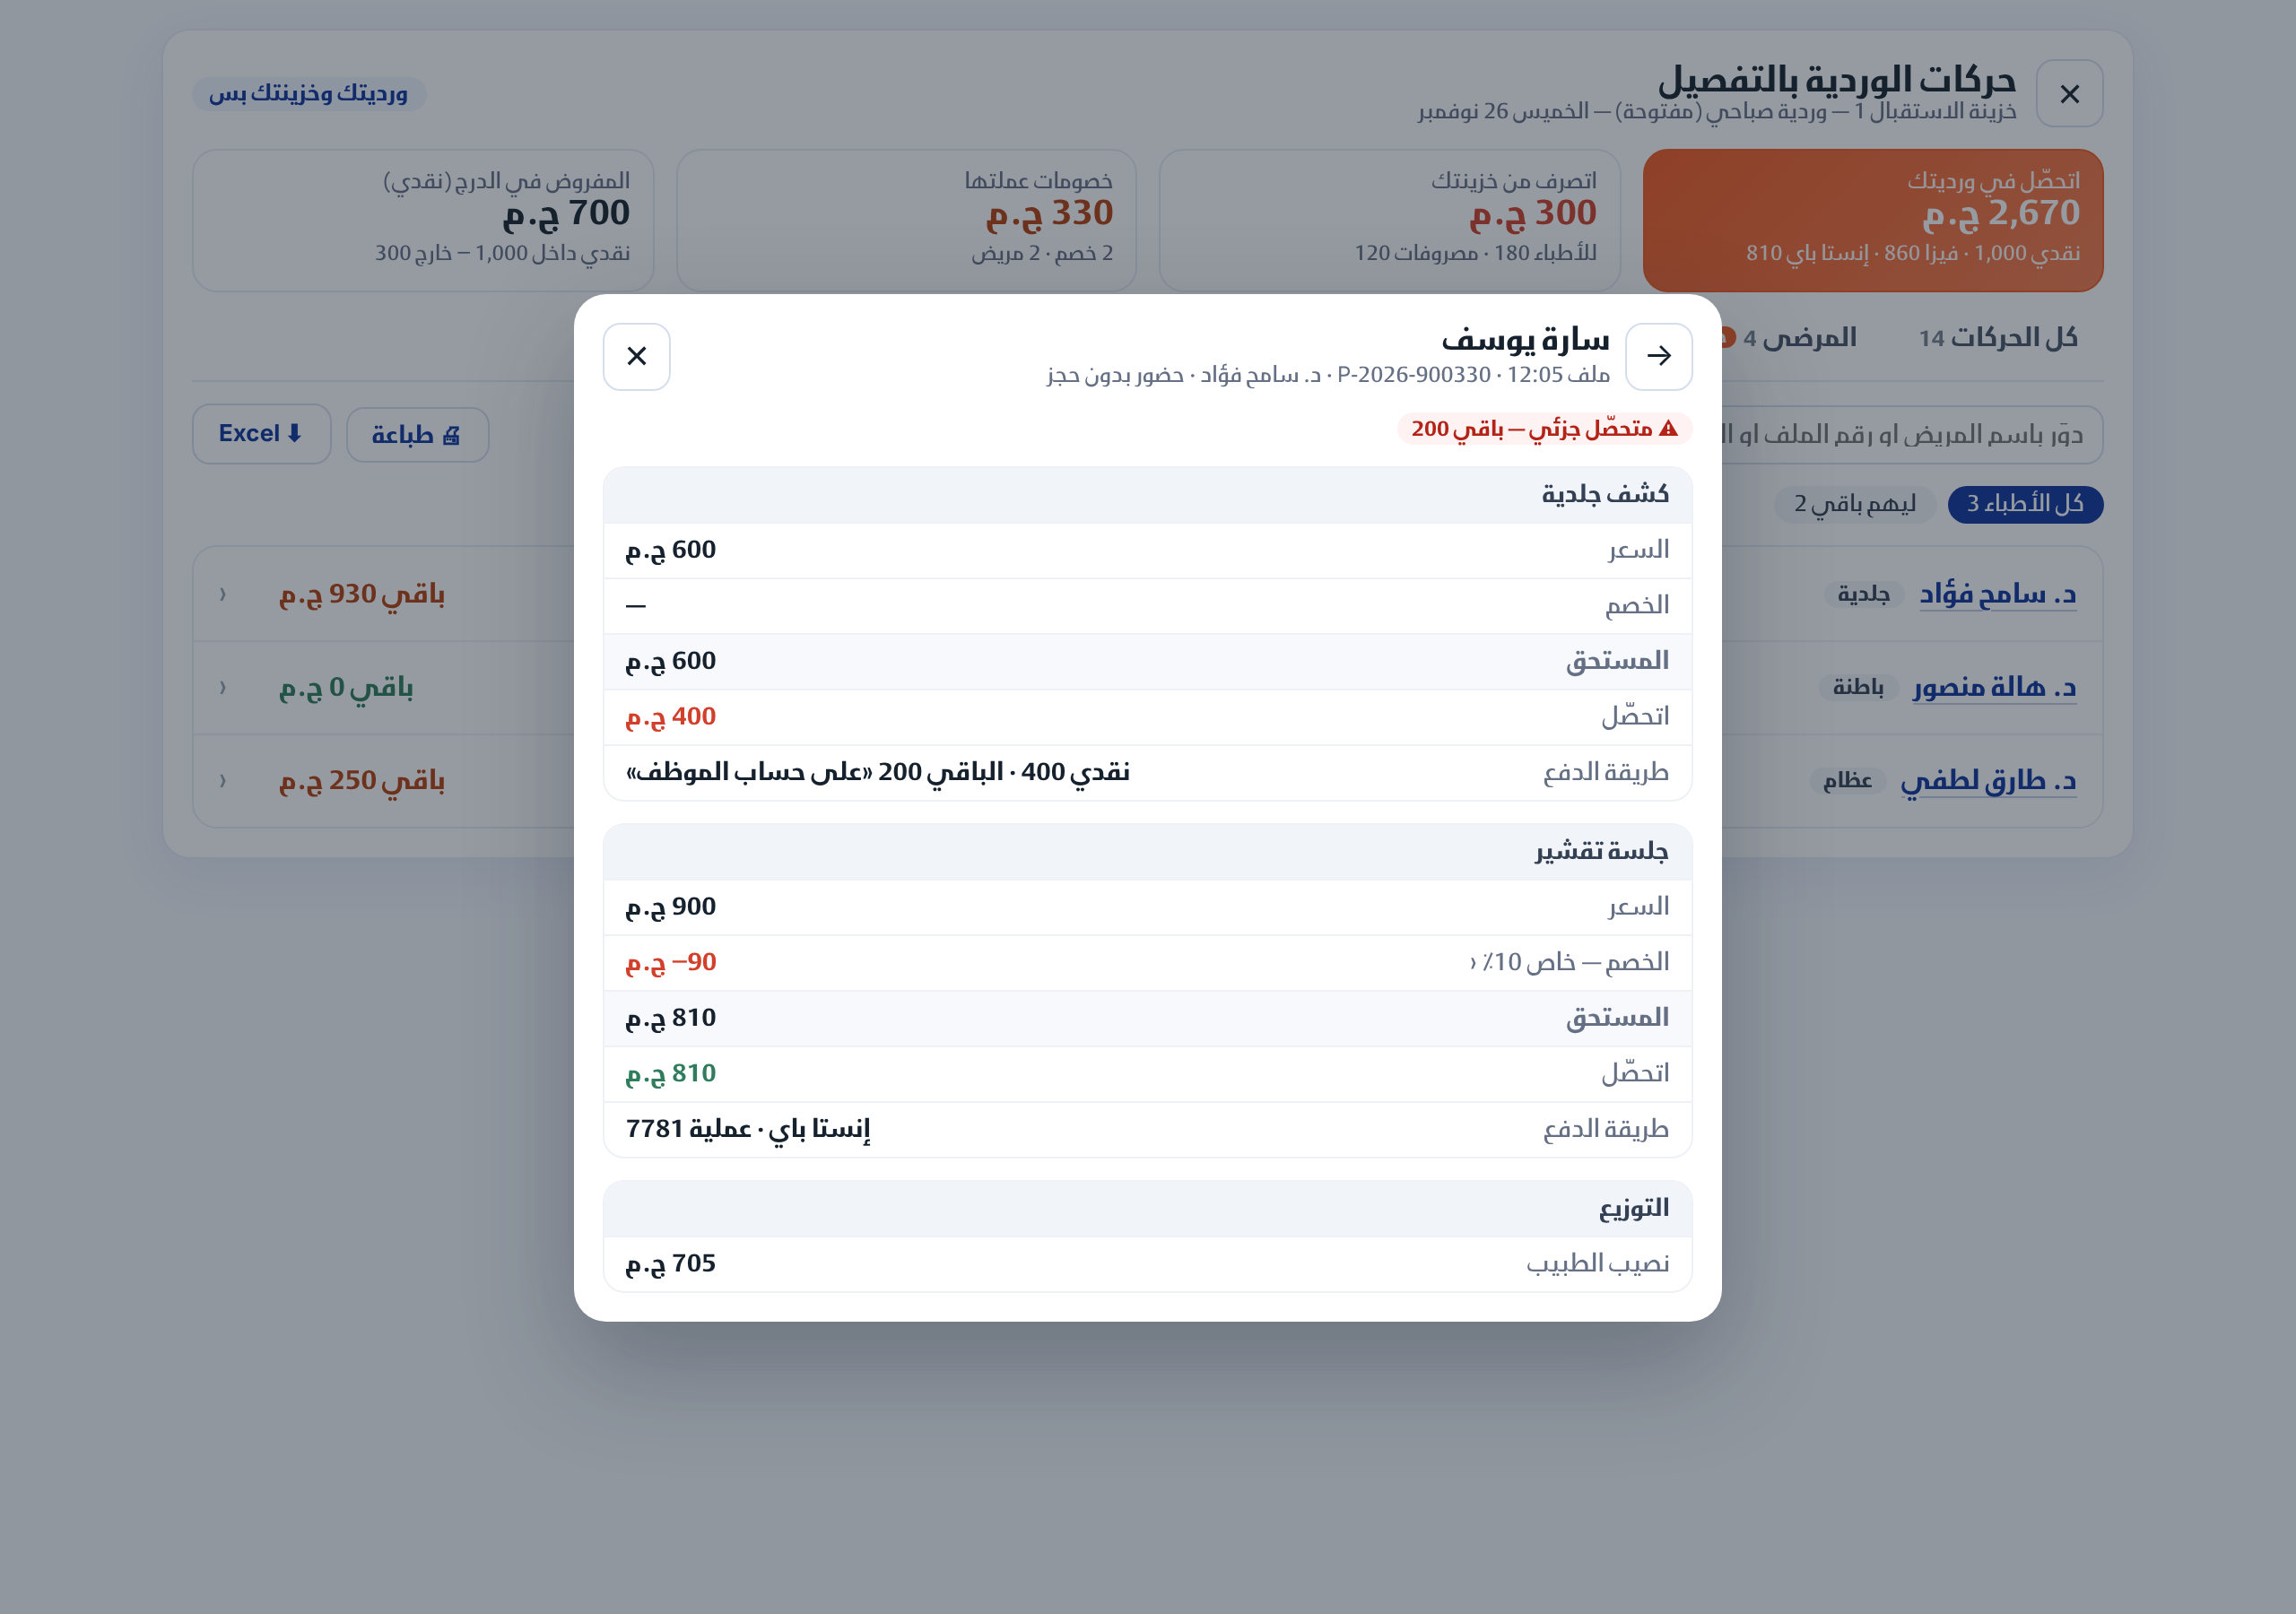 حركات الوردية بالتفصيل
خزينة الاستقبال 1 — وردية صباحي (مفتوحة) — الخميس 26 نوفمبر
ورديتك وخزينتك بس
اتحصّل في ورديتك
2,670 ج.م
نقدي 1,000 · فيزا 860 · إنستا باي 810
اتصرف من خزينتك
300 ج.م
للأطباء 180 · مصروفات 120
خصومات عملتها
330 ج.م
2 خصم · 2 مريض
المفروض في الدرج (نقدي)
700 ج.م
نقدي داخل 1,000 – خارج 300
كل الحركات 14
المرضى 4
دوّر باسم المريض او رقم الملف او
طباعة
Excel
كل الأطباء 3
ليهم باقي 2
د. سامح فؤاد جلدية باقي 930 ج.م
د. هالة منصور باطنة باقي 0 ج.م
د. طارق لطفي عظام باقي 250 ج.م
سارة يوسف
ملف P-2026-900330 · 12:05 · د. سامح فؤاد · حضور بدون حجز
⚠ متحصّل جزئي — باقي 200
كشف جلدية
السعر 600 ج.م
الخصم —
المستحق 600 ج.م
اتحصّل 400 ج.م
طريقة الدفع نقدي 400 · الباقي 200 «على حساب الموظف»
جلسة تقشير
السعر 900 ج.م
الخصم — خاص 10٪ ‹ –90 ج.م
المستحق 810 ج.م
اتحصّل 810 ج.م
طريقة الدفع إنستا باي · عملية 7781
التوزيع
نصيب الطبيب 705 ج.م